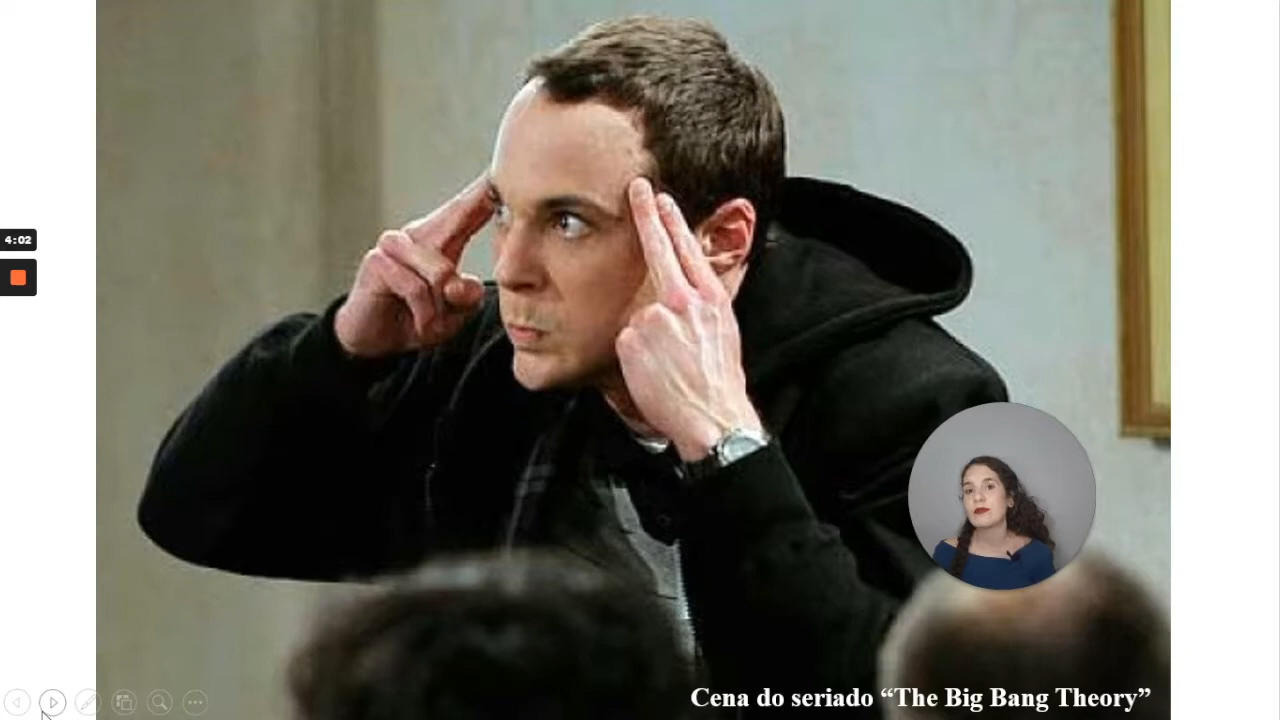 4:02
Cena do seriado “The Big Bang Theory”